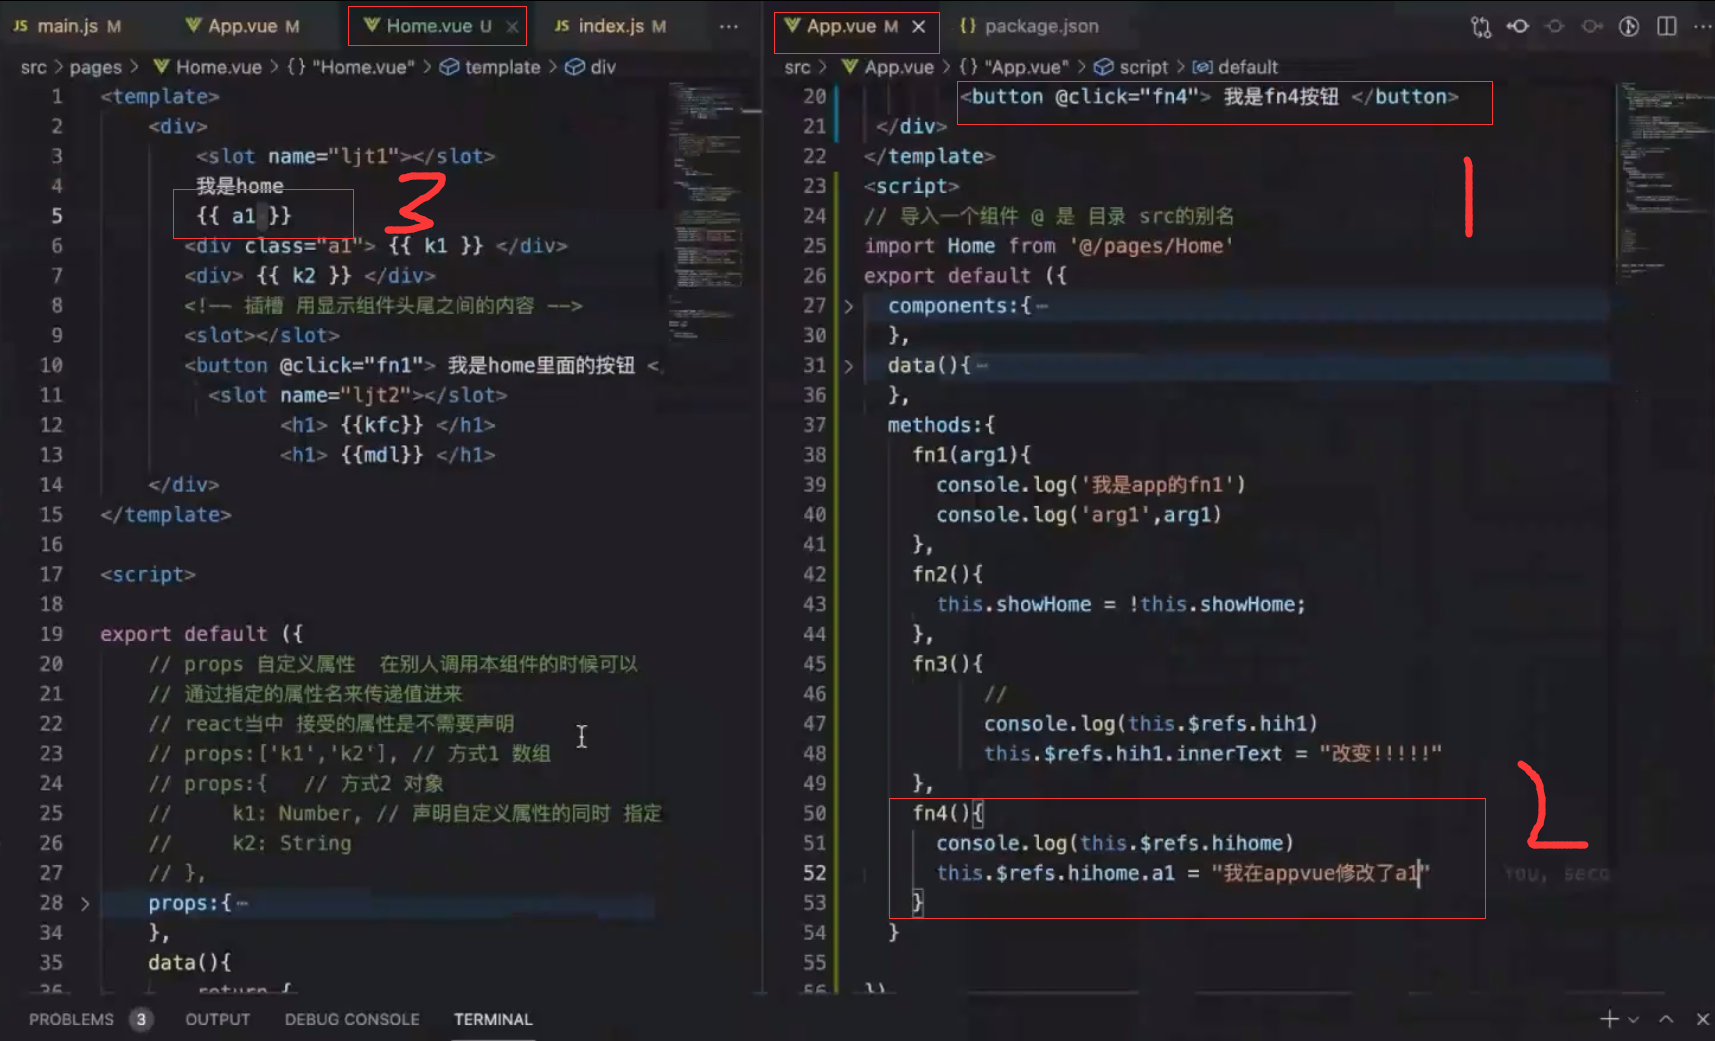 main.js M
App.vue M
Home.vue U
index.js M
src > pages > Home.vue > {} "Home.vue" > template > div
1 <template>
2 <div>
3 <slot name="ljt1"></slot>
4 我是home
5 {{ a1 }}
6 <div class="a1"> {{ k1 }} </div>
7 <div> {{ k2 }} </div>
8 <!-- 插槽 用显示组件头尾之间的内容 -->
9 <slot></slot>
10 <button @click="fn1"> 我是home里面的按钮 <
11 <slot name="ljt2"></slot>
12 <h1> {{kfc}} </h1>
13 <h1> {{mdl}} </h1>
14 </div>
15 </template>
16
17 <script>
18
19 export default ({
20 // props 自定义属性 在别人调用本组件的时候可以
21 // 通过指定的属性名来传递值进来
22 // react当中 接受的属性是不需要声明
23 // props:['k1','k2'], // 方式1 数组
24 // props:{ // 方式2 对象
25 // k1: Number, // 声明自定义属性的同时 指定
26 // k2: String
27 // },
28 props:{
34 },
35 data(){
36 return {
3
App.vue M
package.json
src > App.vue > {} "App.vue" > script > default
20 <button @click="fn4"> 我是fn4按钮 </button>
21 </div>
22 </template>
23 <script>
24 // 导入一个组件 @ 是 目录 src的别名
25 import Home from '@/pages/Home'
26 export default ({
27 components:{
30 },
31 data(){
36 },
37 methods:{
38 fn1(arg1){
39 console.log('我是app的fn1')
40 console.log('arg1',arg1)
41 },
42 fn2(){
43 this.showHome = !this.showHome;
44 },
45 fn3(){
46 //
47 console.log(this.$refs.hih1)
48 this.$refs.hih1.innerText = "改变!!!!!"
49 },
50 fn4(){
51 console.log(this.$refs.hihome)
52 this.$refs.hihome.a1 = "我在appvue修改了a1" You, seco
53 }
54 }
55
56 })
1
2
PROBLEMS 3 OUTPUT DEBUG CONSOLE TERMINAL